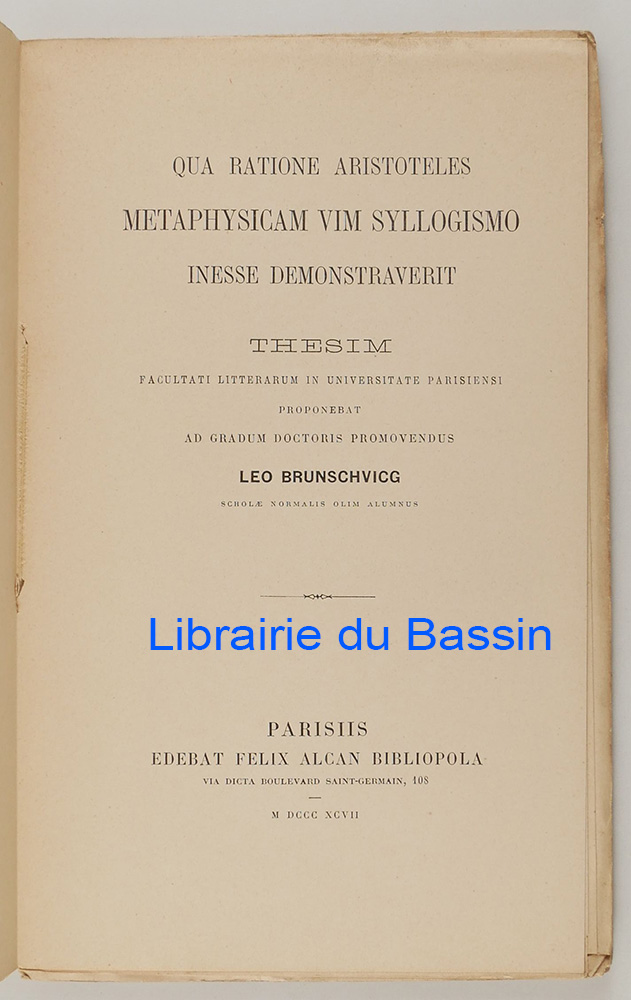 QUA RATIONE ARISTOTELES
METAPHYSICAM VIM SYLLOGISMO
INESSE DEMONSTRAVERIT
THESIM
FACULTATI LITTERARUM IN UNIVERSITATE PARISIENSI
PROPONEBAT
AD GRADUM DOCTORIS PROMOVENDUS
LEO BRUNSCHVICG
SCHOLÆ NORMALIS OLIM ALUMNUS
Librairie du Bassin
PARISIIS
EDEBAT FELIX ALCAN BIBLIOPOLA
VIA DICTA BOULEVARD SAINT-GERMAIN, 108
M DCCC XCVII